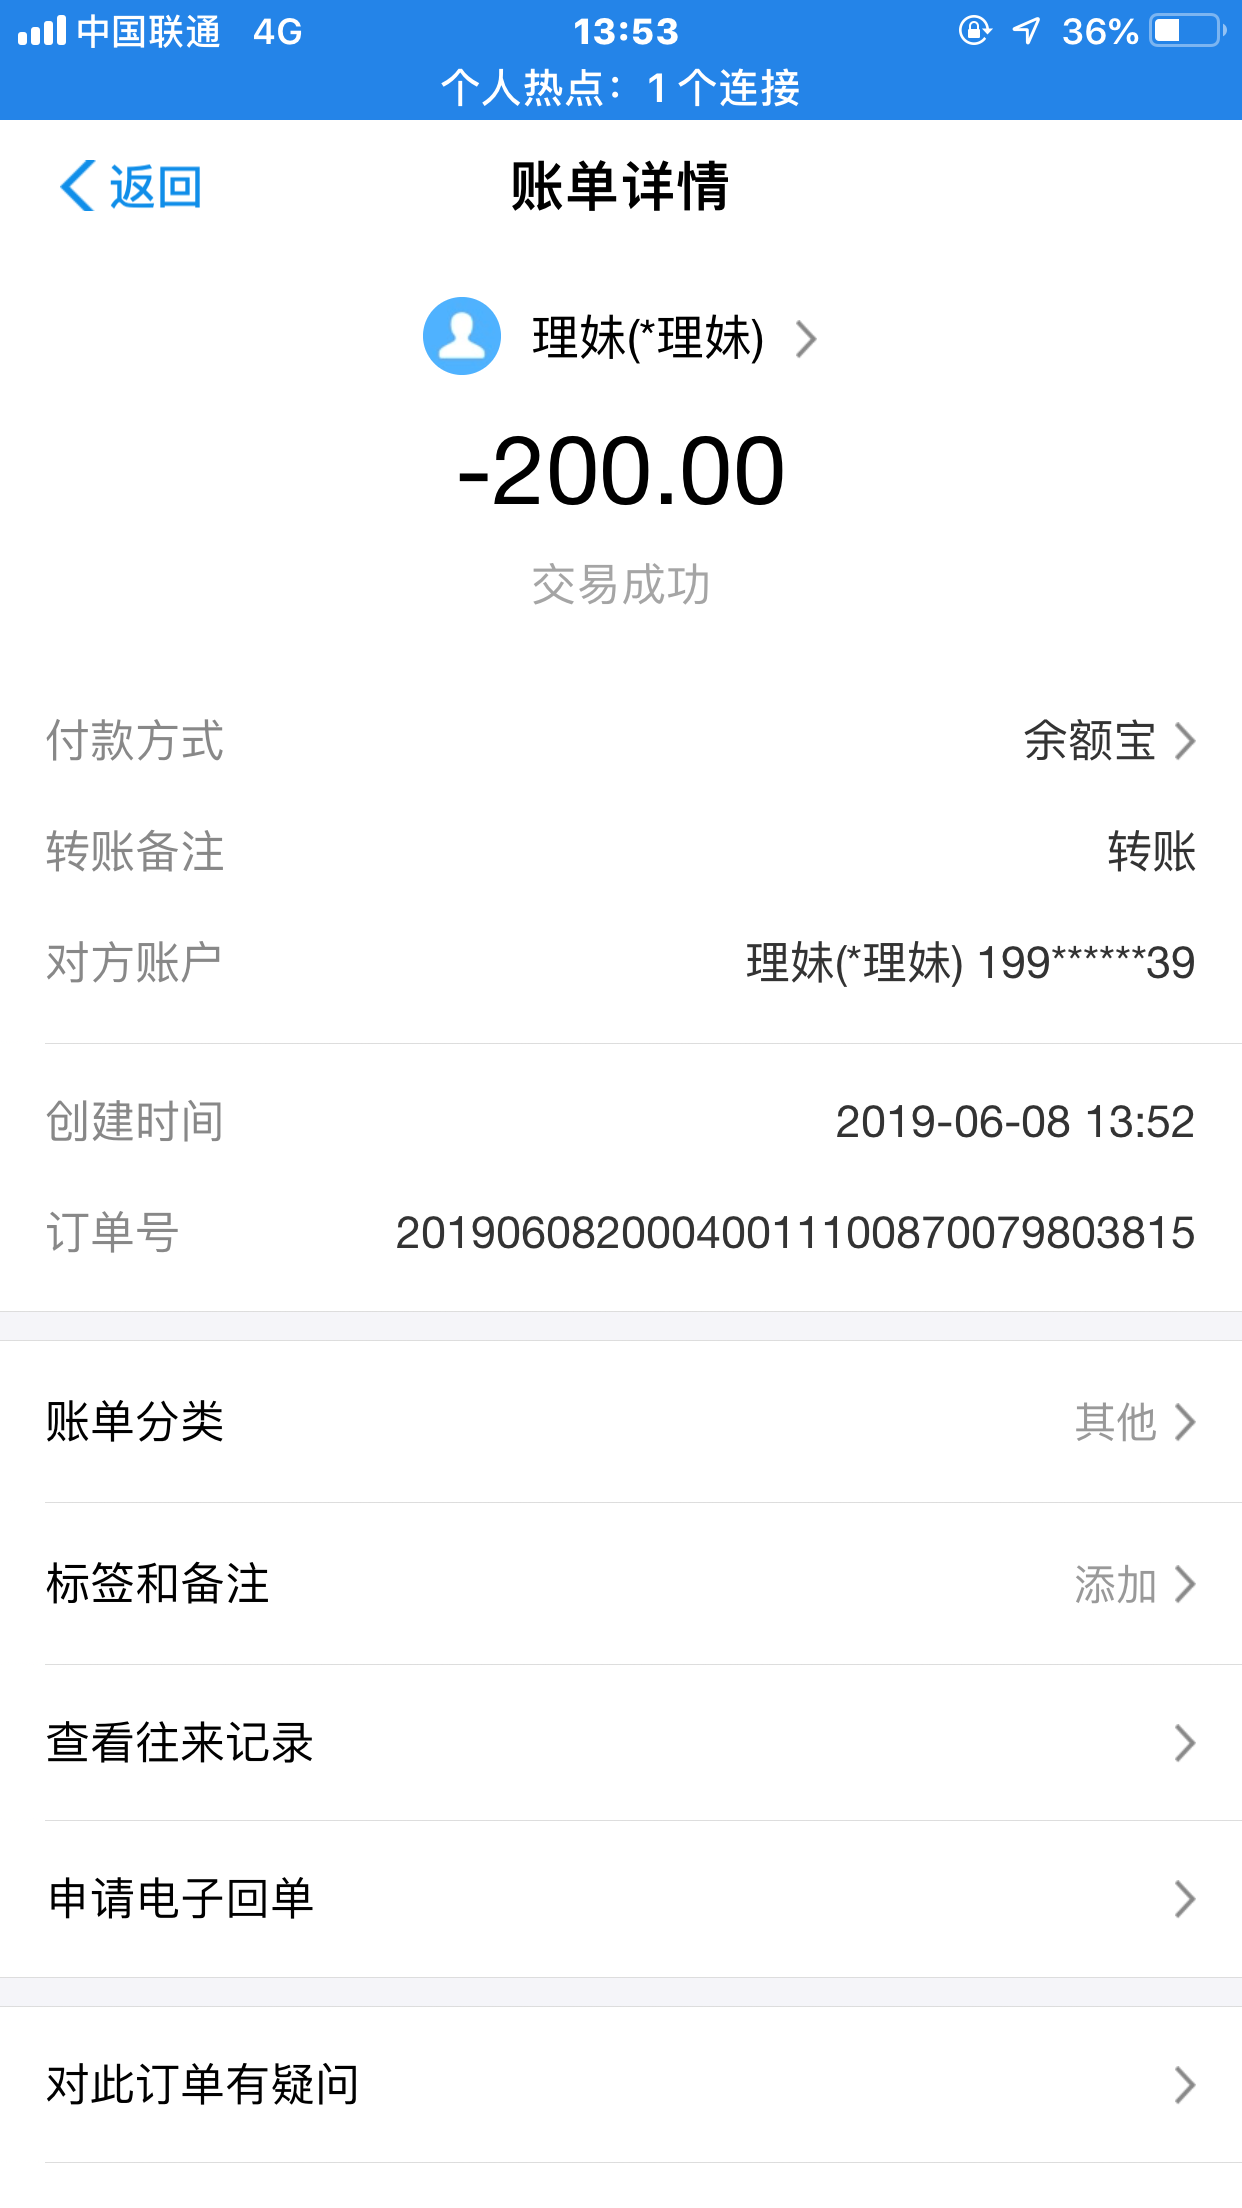 中国联通 4G 13:53 36%
个人热点：1 个连接
返回 账单详情
理妹(*理妹)
-200.00
交易成功
付款方式 余额宝
转账备注 转账
对方账户 理妹(*理妹) 199******39
创建时间 2019-06-08 13:52
订单号 20190608200040011100870079803815
账单分类 其他
标签和备注 添加
查看往来记录
申请电子回单
对此订单有疑问